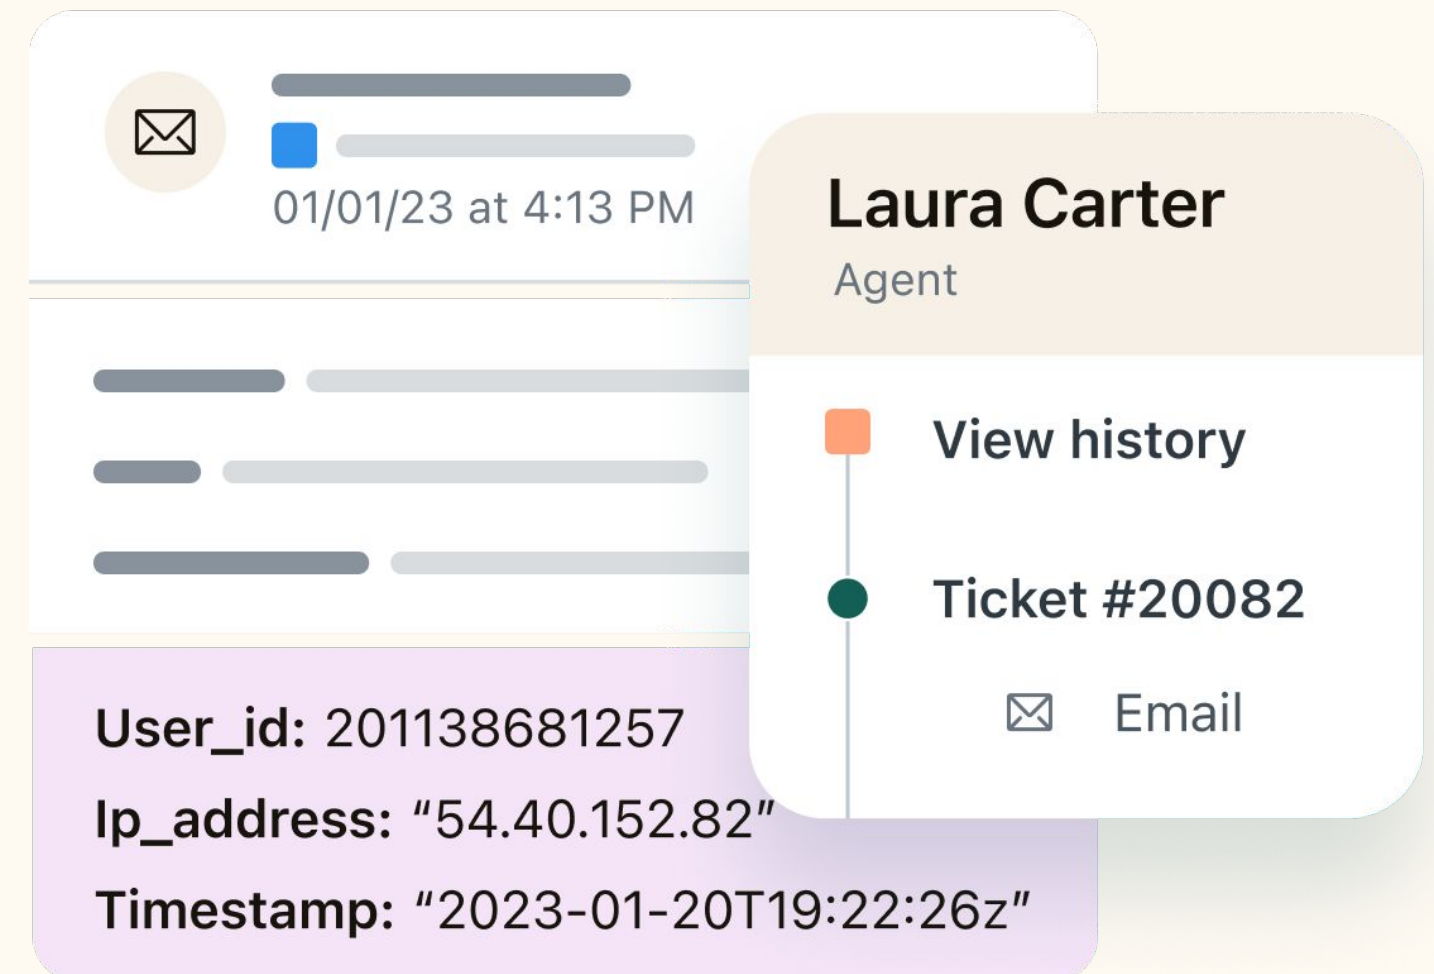 01/01/23 at 4:13 PM
Laura Carter
Agent
View history
Ticket #20082
Email
User_id: 201138681257
Ip_address: “54.40.152.82”
Timestamp: “2023-01-20T19:22:26z”